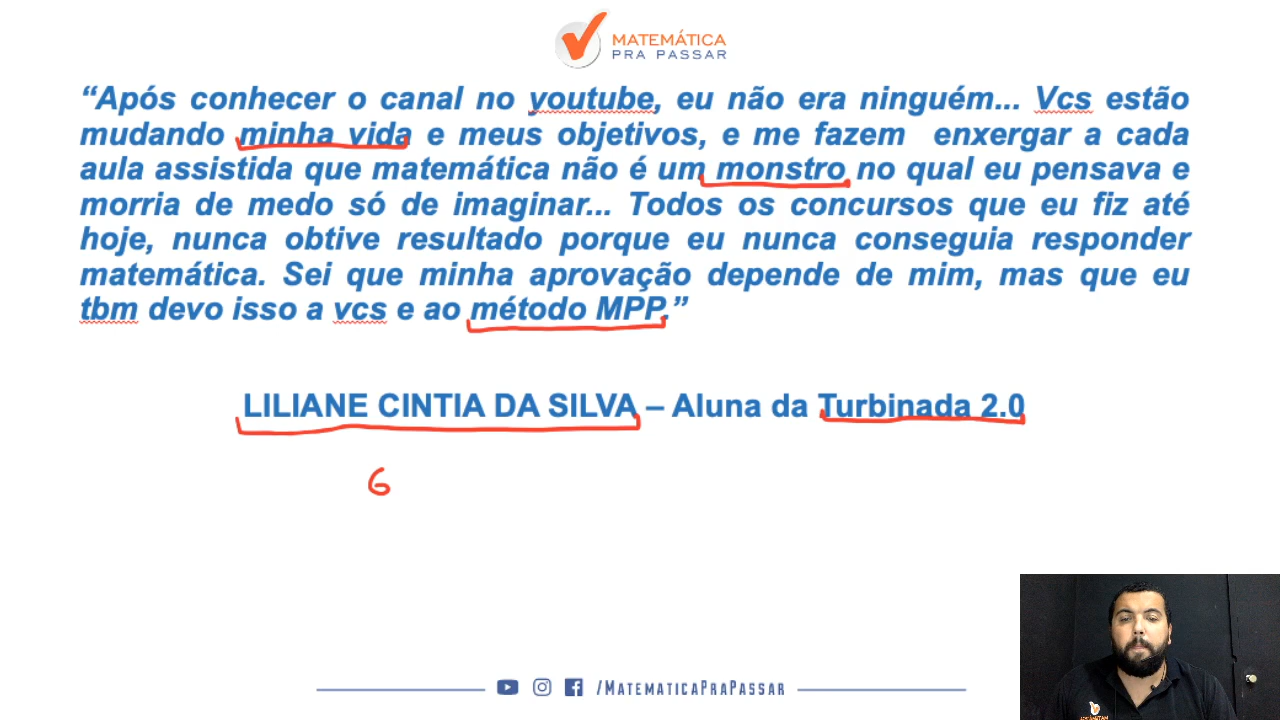 MATEMÁTICA
PRA PASSAR
“Após conhecer o canal no youtube, eu não era ninguém... Vcs estão
mudando minha vida e meus objetivos, e me fazem enxergar a cada
aula assistida que matemática não é um monstro no qual eu pensava e
morria de medo só de imaginar... Todos os concursos que eu fiz até
hoje, nunca obtive resultado porque eu nunca conseguia responder
matemática. Sei que minha aprovação depende de mim, mas que eu
tbm devo isso a vcs e ao método MPP.”
LILIANE CINTIA DA SILVA – Aluna da Turbinada 2.0
G
/MATEMATICAPRAPASSAR